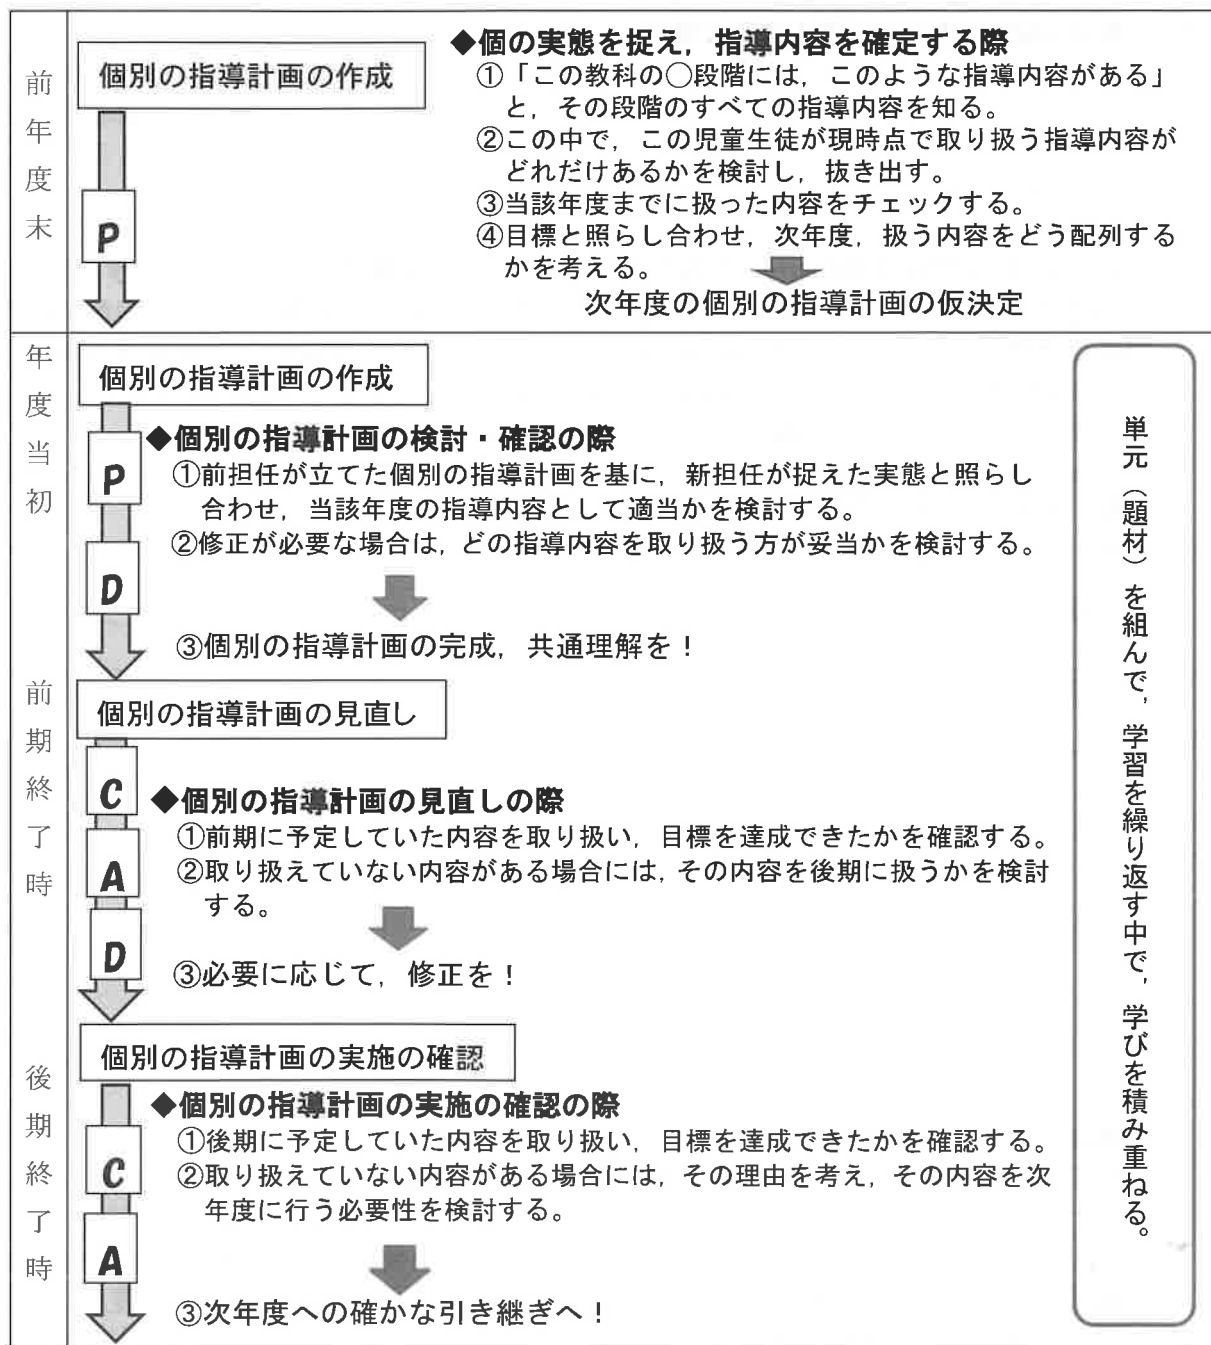 前年度末
個別の指導計画の作成
P
◆個の実態を捉え，指導内容を確定する際
①「この教科の○段階には，このような指導内容がある」
と，その段階のすべての指導内容を知る。
②この中で，この児童生徒が現時点で取り扱う指導内容が
どれだけあるかを検討し，抜き出す。
③当該年度までに扱った内容をチェックする。
④目標と照らし合わせ，次年度，扱う内容をどう配列する
かを考える。
次年度の個別の指導計画の仮決定
年度当初
個別の指導計画の作成
P
D
◆個別の指導計画の検討・確認の際
①前担任が立てた個別の指導計画を基に，新担任が捉えた実態と照らし
合わせ，当該年度の指導内容として適当かを検討する。
②修正が必要な場合は，どの指導内容を取り扱う方が妥当かを検討する。
③個別の指導計画の完成，共通理解を！
前期終了時
個別の指導計画の見直し
C
A
D
◆個別の指導計画の見直しの際
①前期に予定していた内容を取り扱い，目標を達成できたかを確認する。
②取り扱えていない内容がある場合には，その内容を後期に扱うかを検討
する。
③必要に応じて，修正を！
後期終了時
個別の指導計画の実施の確認
C
A
◆個別の指導計画の実施の確認の際
①後期に予定していた内容を取り扱い，目標を達成できたかを確認する。
②取り扱えていない内容がある場合には，その理由を考え，その内容を次
年度に行う必要性を検討する。
③次年度への確かな引き継ぎへ！
単元（題材）を組んで，学習を繰り返す中で，学びを積み重ねる。